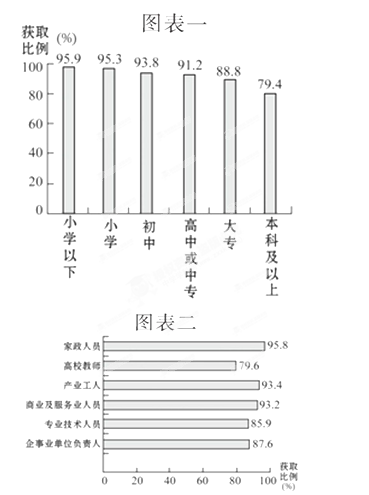 图表一
获取
比例 (%)
95.9 95.3 93.8 91.2 88.8 79.4
100
80
60
40
20
0
小学以下 小学 初中 高中或中专 大专 本科及以上
图表二
家政人员 95.8
高校教师 79.6
产业工人 93.4
商业及服务业人员 93.2
专业技术人员 85.9
企事业单位负责人 87.6
0 20 40 60 80 100 获取
比例
(%)